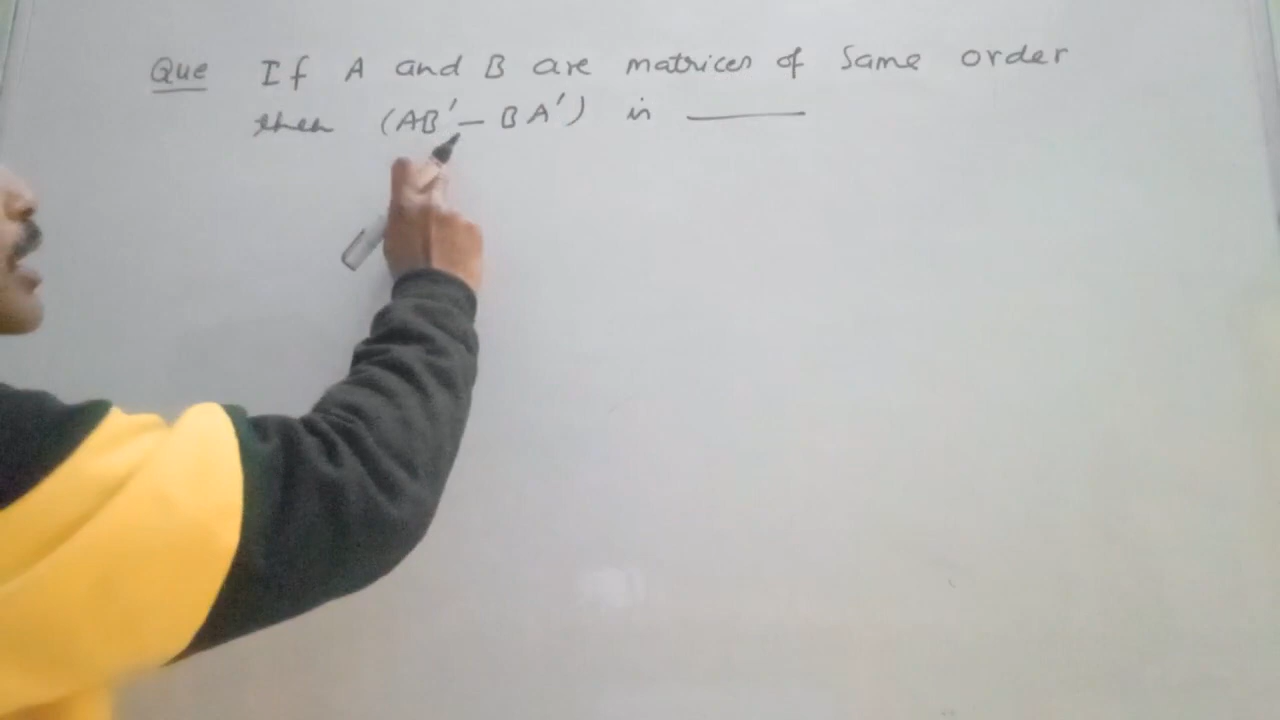 Que If A and B are matrices of Same order
then (AB' - BA') is ______